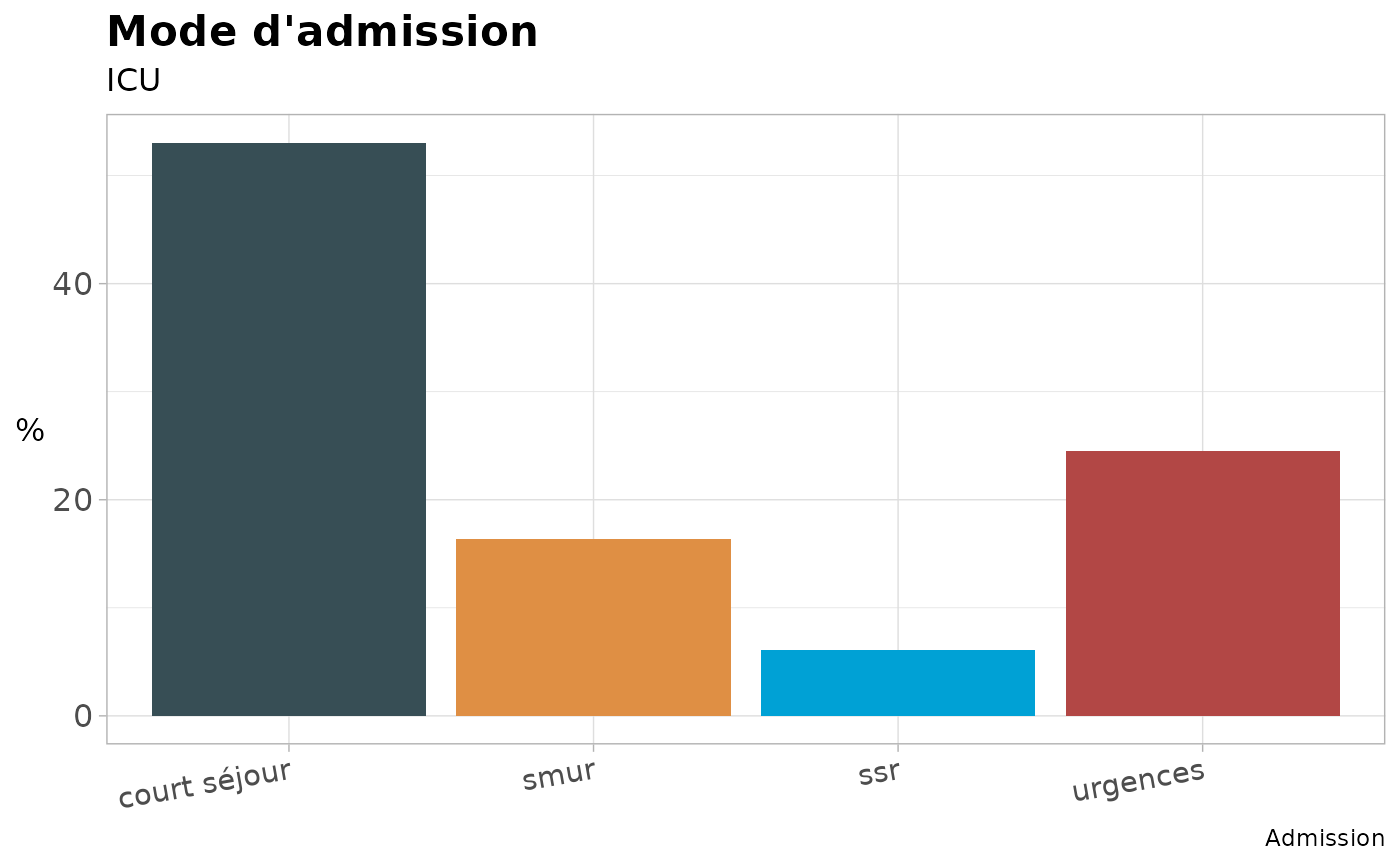 Mode d'admission
ICU
40
%
20
0
court séjour
smur
ssr
urgences
Admission